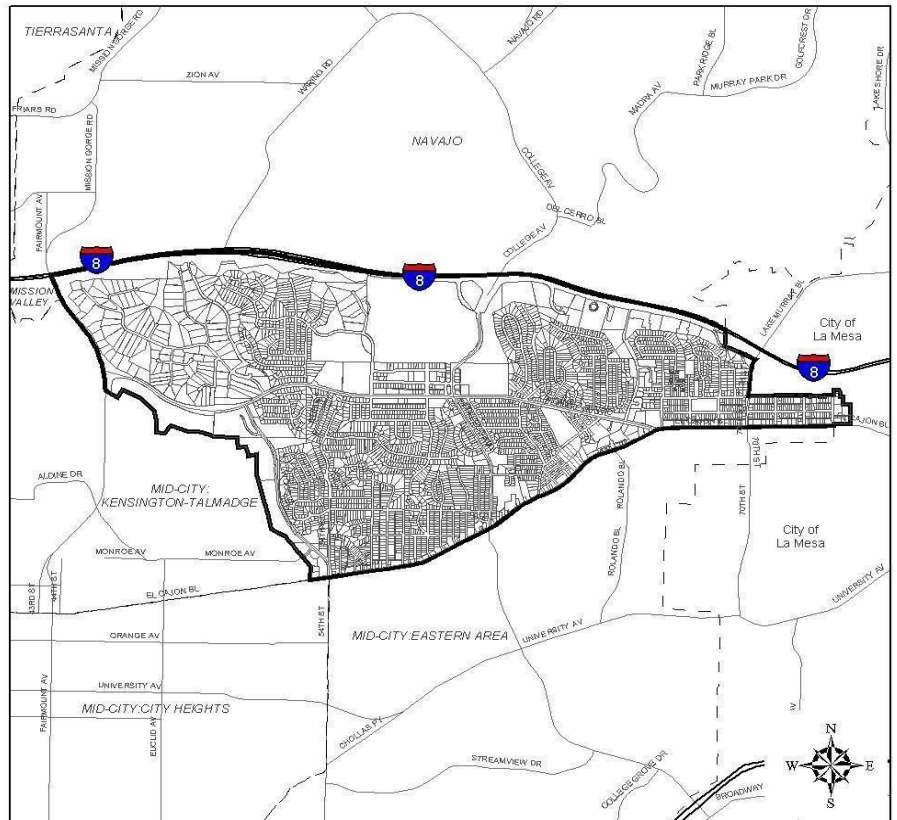 TIERRASANTA
MISSION GORGE RD
ZION AV
WARING RD
NAVAJO RD
PARK RIDGE BL
GOLFCREST DR
MURRAY PARK DR
LAKE SHORE DR
MADRA AV
FRIARS RD
MISSION GORGE RD
NAVAJO
COLLEGE AV
FAIRMOUNT AV
DEL CERRO BL
COLLEGE AV
8
8
MISSION
VALLEY
LAKE MURRAY BL
City of
La Mesa
8
CAJON BL
70TH ST
ROLANDO BL
ALDINE DR
MID-CITY:
KENSINGTON-TALMADGE
70TH ST
City of
La Mesa
MONROE AV
MONROE AV
ROLANDO BL
43RD ST
44TH ST
EL CAJON BL
UNIVERSITY AV
54TH ST
ORANGE AV
MID-CITY:EASTERN AREA
UNIVERSITY AV
UNIVERSITY AV
MID-CITY:CITY HEIGHTS
FAIRMOUNT AV
EUCLID AV
CHOLLAS PY
AV
STREAMVIEW DR
COLLEGE GROVE DR
BROADWAY
N
W
E
S